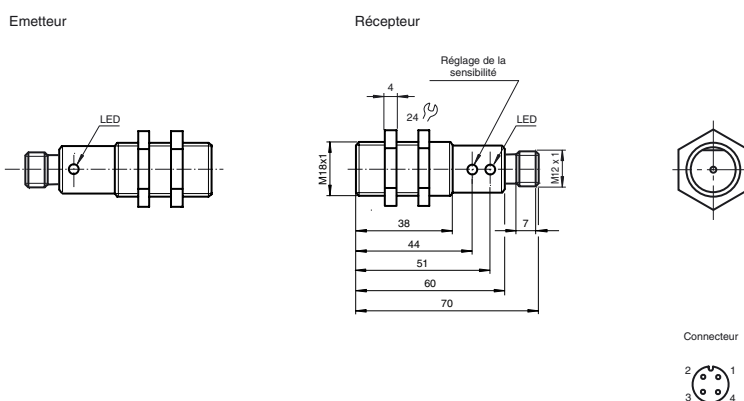 Emetteur
Récepteur
Réglage de la
sensibilité
4
24
LED
LED
M18x1
M12 x 1
38
7
44
51
60
70
Connecteur
2
1
3
4